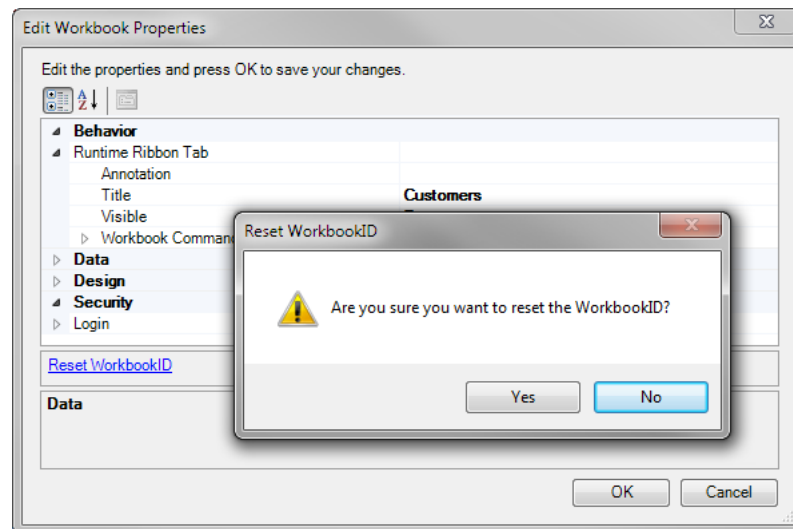 Edit Workbook Properties
Edit the properties and press OK to save your changes.
Behavior
Runtime Ribbon Tab
Annotation
Title Customers
Visible
Workbook Comman
Reset WorkbookID
Data
Design
Security
Login
Are you sure you want to reset the WorkbookID?
Yes No
Reset WorkbookID
Data
OK Cancel